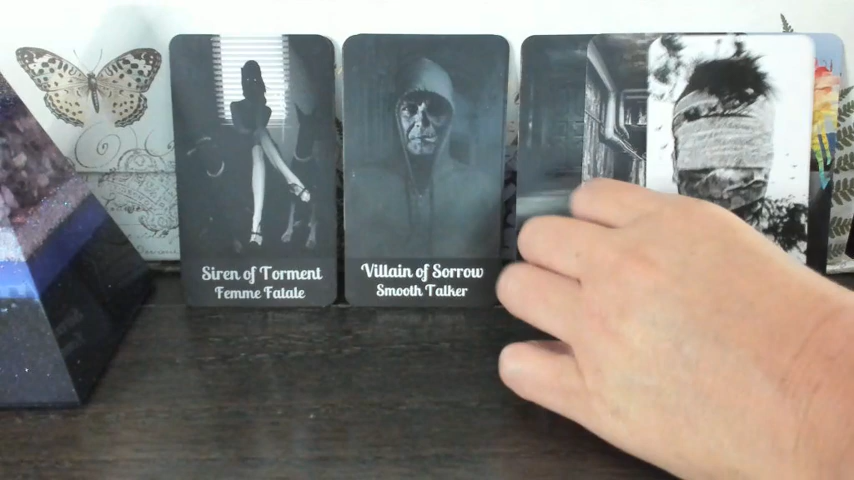 Siren of Torment
Femme Fatale
Villain of Sorrow
Smooth Talker